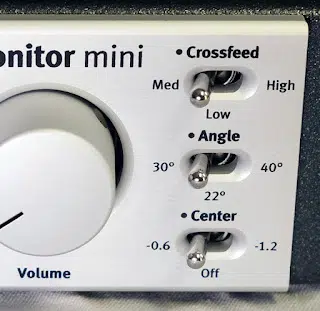 onitor mini
• Crossfeed
Med High
Low
• Angle
30° 40°
22°
• Center
-0.6 -1.2
Off
Volume